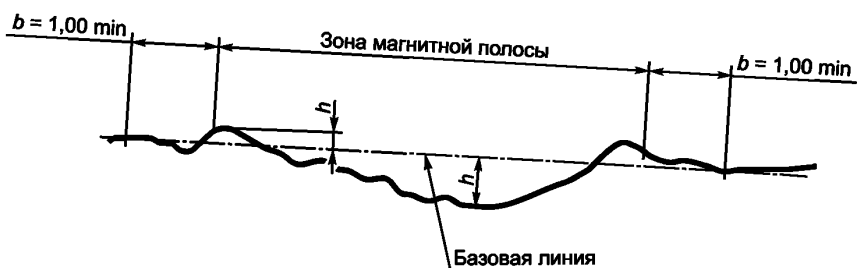 b = 1,00 min
Зона магнитной полосы
b = 1,00 min
h
h
Базовая линия